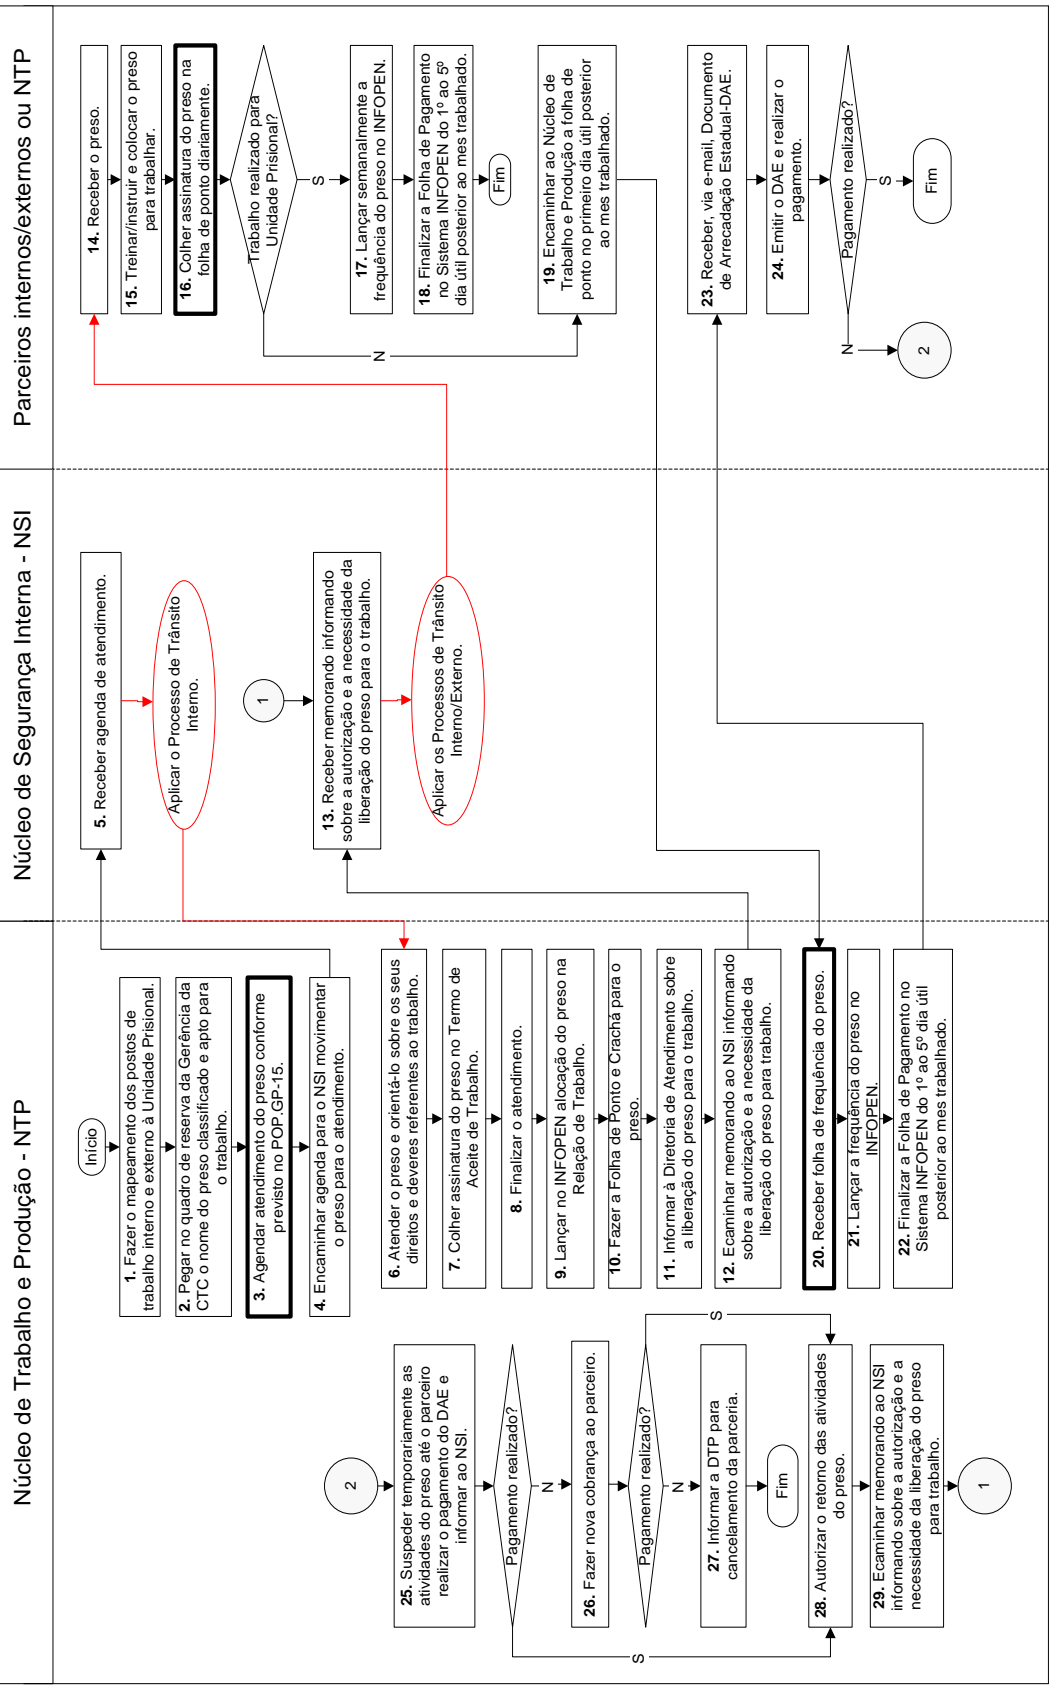 Núcleo de Trabalho e Produção - NTP
Início
1. Fazer o mapeamento dos postos de
trabalho interno e externo à Unidade Prisional.
2. Pegar no quadro de reserva da Gerência da
CTC o nome do preso classificado e apto para
o trabalho.
3. Agendar atendimento do preso conforme
previsto no POP.GP-15.
4. Encaminhar agenda para o NSI movimentar
o preso para o atendimento.
6. Atender o preso e orientá-lo sobre os seus
direitos e deveres referentes ao trabalho.
7. Colher assinatura do preso no Termo de
Aceite de Trabalho.
8. Finalizar o atendimento.
9. Lançar no INFOPEN alocação do preso na
Relação de Trabalho.
10. Fazer a Folha de Ponto e Crachá para o
preso.
11. Informar à Diretoria de Atendimento sobre
a liberação do preso para o trabalho.
12. Ecaminhar memorando ao NSI informando
sobre a autorização e a necessidade da
liberação do preso para trabalho.
20. Receber folha de frequência do preso.
21. Lançar a frequência do preso no
INFOPEN.
22. Finalizar a Folha de Pagamento no
Sistema INFOPEN do 1º ao 5º dia útil
posterior ao mes trabalhado.
2
25. Suspeder temporariamente as
atividades do preso até o parceiro
realizar o pagamento do DAE e
informar ao NSI.
Pagamento realizado?
N
S
26. Fazer nova cobrança ao parceiro.
Pagamento realizado?
N
S
27. Informar a DTP para
cancelamento da parceria.
Fim
28. Autorizar o retorno das atividades
do preso.
29. Ecaminhar memorando ao NSI
informando sobre a autorização e a
necessidade da liberação do preso
para trabalho.
1
Núcleo de Segurança Interna - NSI
5. Receber agenda de atendimento.
Aplicar o Processo de Trânsito
Interno.
1
13. Receber memorando informando
sobre a autorização e a necessidade da
liberação do preso para o trabalho.
Aplicar os Processos de Trânsito
Interno/Externo.
Parceiros internos/externos ou NTP
14. Receber o preso.
15. Treinar/instruir e colocar o preso
para trabalhar.
16. Colher assinatura do preso na
folha de ponto diariamente.
Trabalho realizado para
Unidade Prisional?
S
N
17. Lançar semanalmente a
frequência do preso no INFOPEN.
18. Finalizar a Folha de Pagamento
no Sistema INFOPEN do 1º ao 5º
dia útil posterior ao mes trabalhado.
Fim
19. Encaminhar ao Núcleo de
Trabalho e Produção a folha de
ponto no primeiro dia útil posterior
ao mes trabalhado.
23. Receber, via e-mail, Documento
de Arrecadação Estadual-DAE.
24. Emitir o DAE e realizar o
pagamento.
Pagamento realizado?
S
N
Fim
2